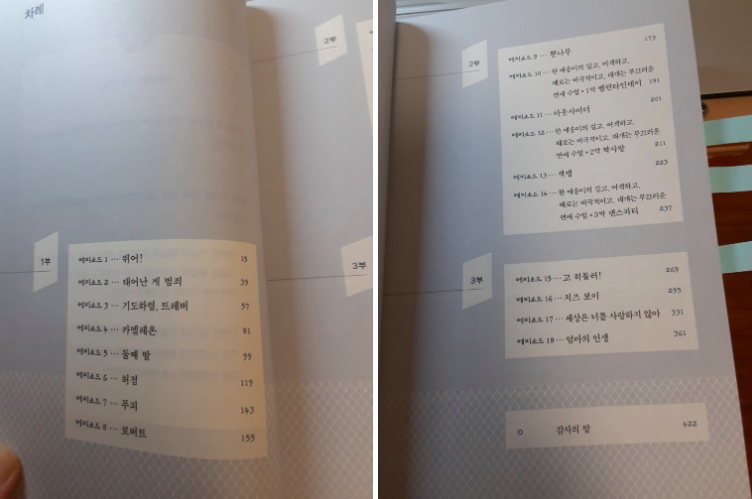 차례
1부
에피소드 1 … 뛰어! 15
에피소드 2 … 태어난 게 범죄 39
에피소드 3 … 기도하렴, 트레버 57
에피소드 4 … 카멜레온 81
에피소드 5 … 둘째 딸 99
에피소드 6 … 허점 119
에피소드 7 … 푸피 143
에피소드 8 … 로버트 155
2부
3부
2부
에피소드 9 … 뽕나무 173
에피소드 10 … 한 애송이의 길고, 어색하고,
때로는 비극적이고, 대개는 부끄러운
연애 수업 • 1막 밸런타인데이 181
에피소드 11 … 아웃사이더 201
에피소드 12 … 한 애송이의 길고, 어색하고,
때로는 비극적이고, 대개는 부끄러운
연애 수업 • 2막 짝사랑 211
에피소드 13 … 색맹 223
에피소드 14 … 한 애송이의 길고, 어색하고,
때로는 비극적이고, 대개는 부끄러운
연애 수업 • 3막 댄스파티 237
3부
에피소드 15 … 고 히틀러! 269
에피소드 16 … 치즈 보이 295
에피소드 17 … 세상은 너를 사랑하지 않아 331
에피소드 18 … 엄마의 인생 361
감사의 말 422